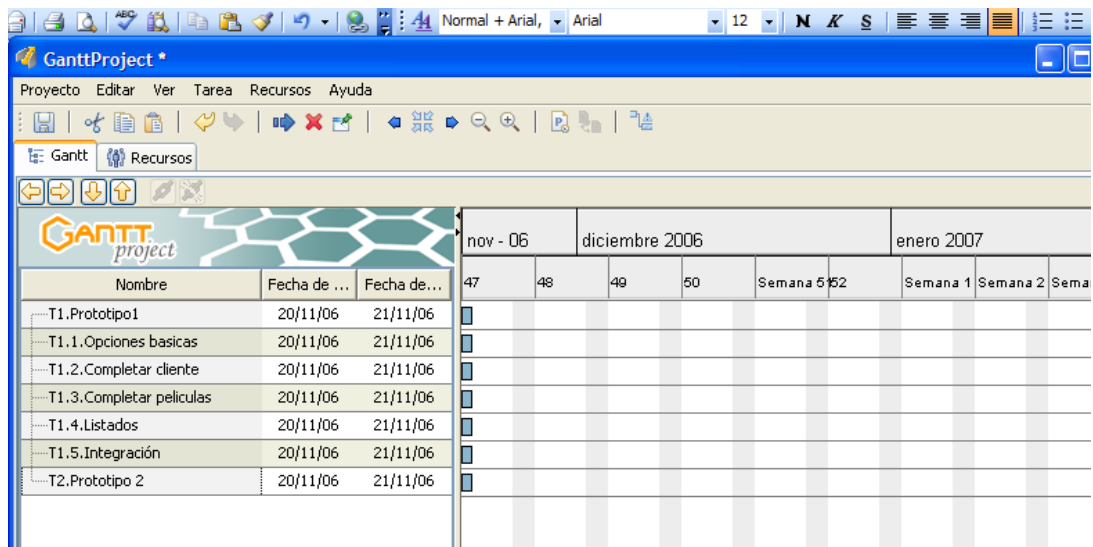 ABC Normal + Arial, Arial 12 N K S
GanttProject *
Proyecto Editar Ver Tarea Recursos Ayuda
Gantt Recursos
GANTT project
nov - 06 diciembre 2006 enero 2007
Nombre Fecha de ... Fecha de... 47 48 49 50 Semana 51 52 Semana 1 Semana 2 Sema
T1.Prototipo1 20/11/06 21/11/06
T1.1.Opciones basicas 20/11/06 21/11/06
T1.2.Completar cliente 20/11/06 21/11/06
T1.3.Completar peliculas 20/11/06 21/11/06
T1.4.Listados 20/11/06 21/11/06
T1.5.Integración 20/11/06 21/11/06
T2.Prototipo 2 20/11/06 21/11/06